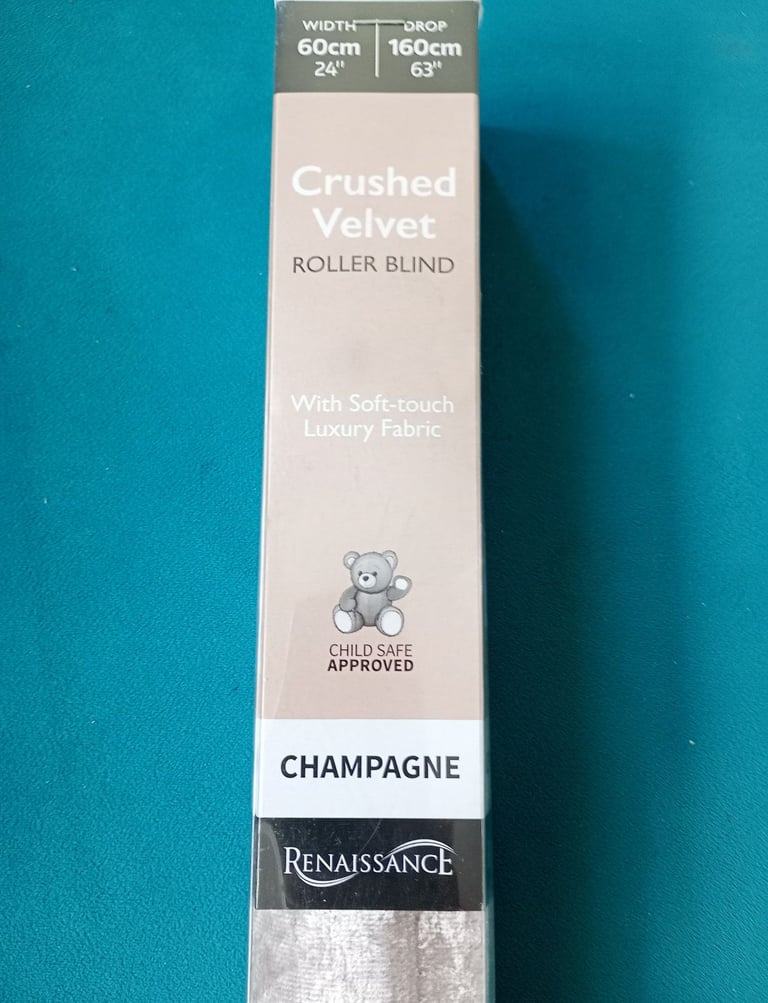 WIDTH DROP
60cm 160cm
24" 63"
Crushed
Velvet
ROLLER BLIND
With Soft-touch
Luxury Fabric
CHILD SAFE
APPROVED
CHAMPAGNE
RENAISSANCE